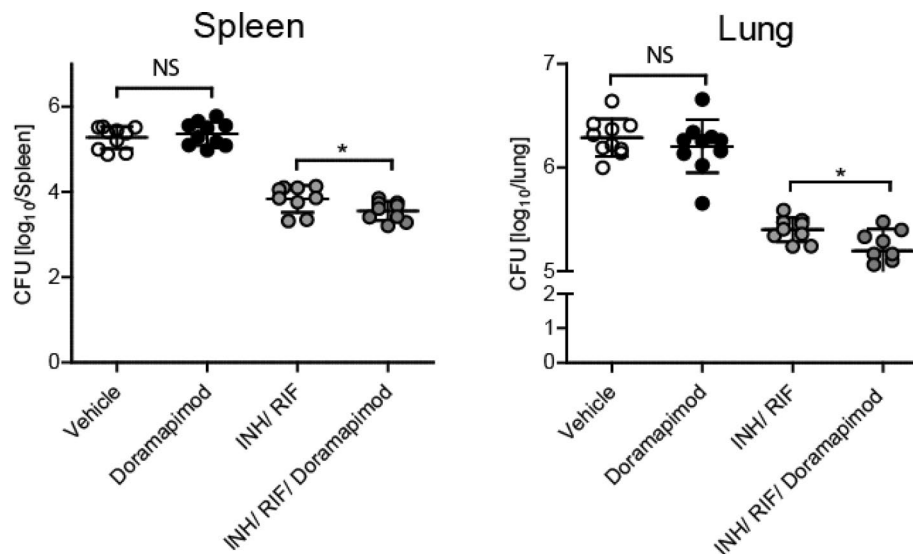 Spleen
NS
*
CFU [log10/Spleen]
6
4
2
0
Vehicle
Doramapimod
INH/ RIF
INH/ RIF/ Doramapimod
Lung
NS
*
CFU [log10/lung]
7
6
5
2
1
0
Vehicle
Doramapimod
INH/ RIF
INH/ RIF/ Doramapimod